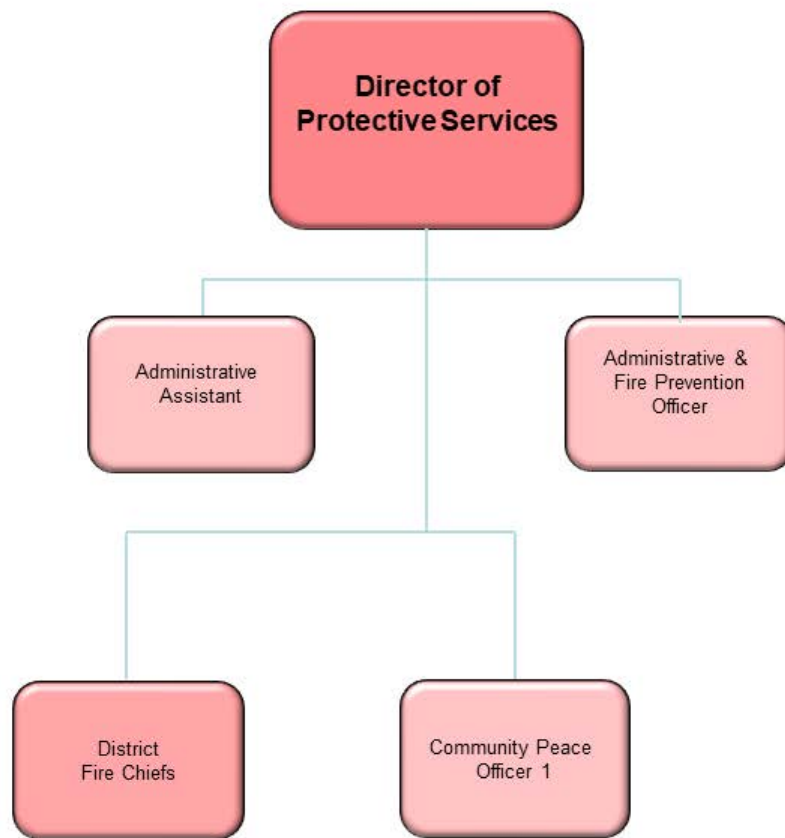 Director of
Protective Services
Administrative
Assistant
Administrative &
Fire Prevention
Officer
District
Fire Chiefs
Community Peace
Officer 1